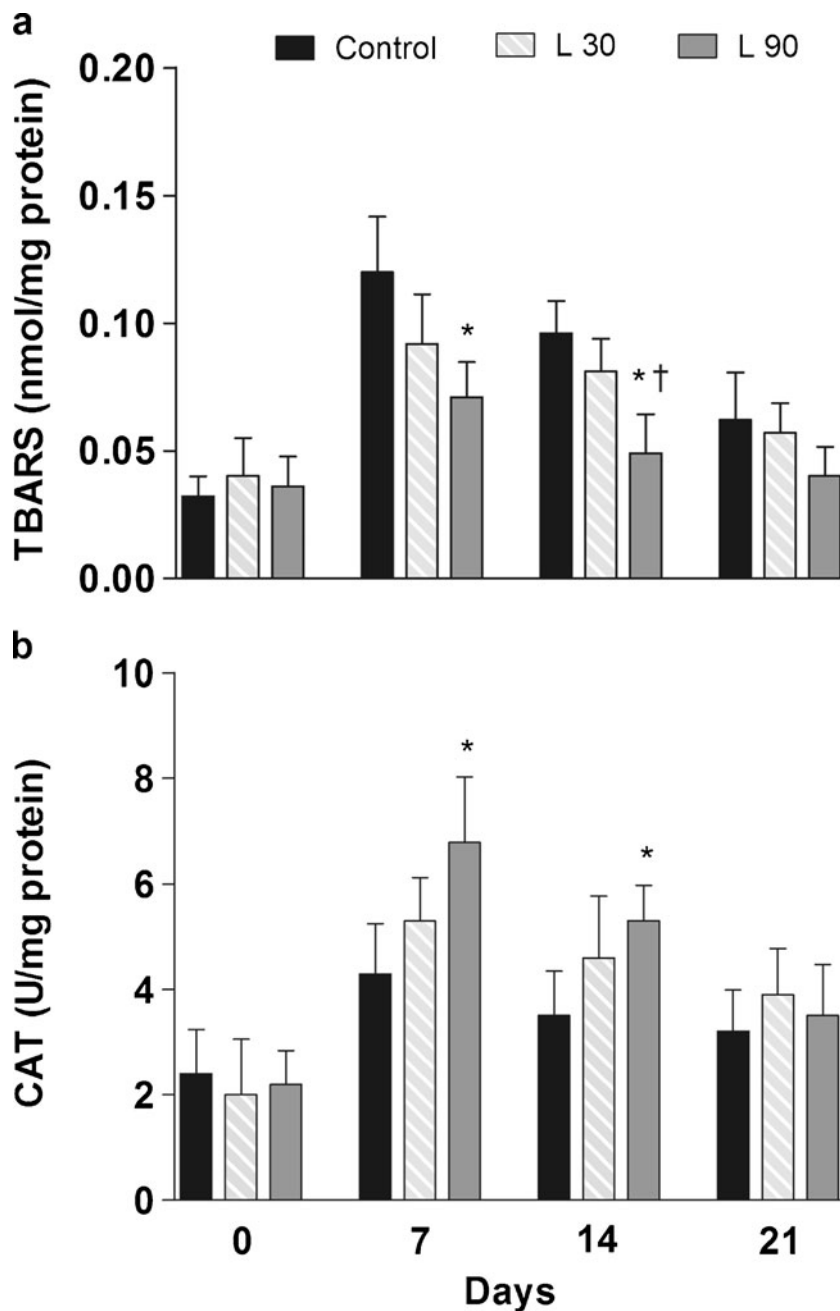 a
Control L 30 L 90
TBARS (nmol/mg protein)
0.20
0.15
0.10
0.05
0.00
*
* †
b
CAT (U/mg protein)
10
8
6
4
2
0
*
*
0 7 14 21
Days